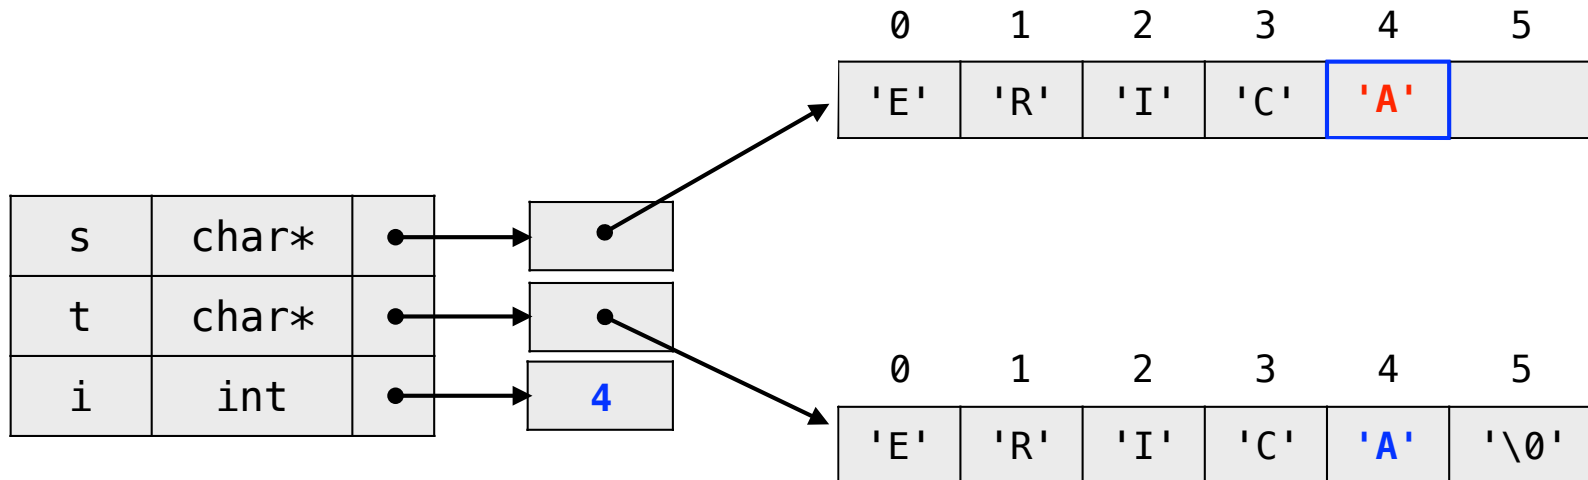 0 1 2 3 4 5
'E' 'R' 'I' 'C' 'A'
s char*
t char*
i int 4
0 1 2 3 4 5
'E' 'R' 'I' 'C' 'A' '\0'